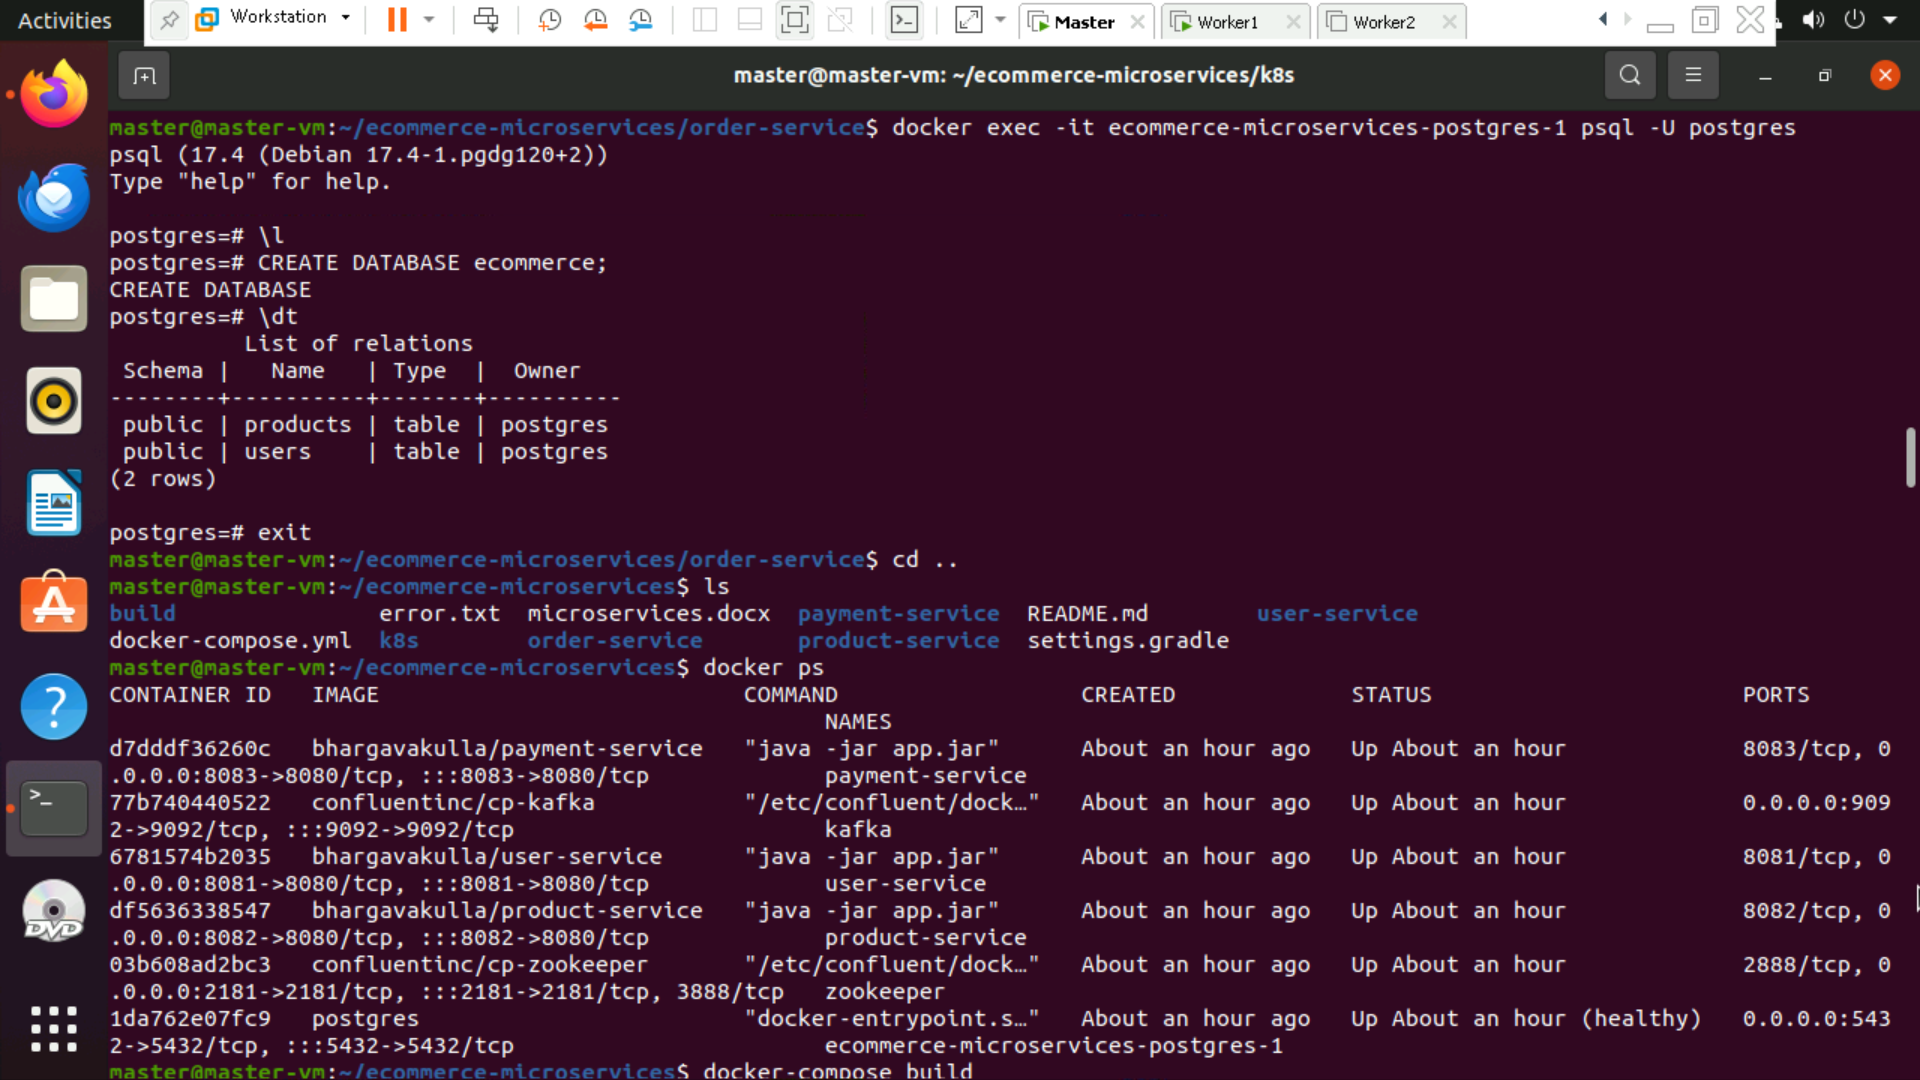 Activities
Workstation
Master
Worker1
Worker2
master@master-vm: ~/ecommerce-microservices/k8s
master@master-vm:~/ecommerce-microservices/order-service$ docker exec -it ecommerce-microservices-postgres-1 psql -U postgres
psql (17.4 (Debian 17.4-1.pgdg120+2))
Type "help" for help.
postgres=# \l
postgres=# CREATE DATABASE ecommerce;
CREATE DATABASE
postgres=# \dt
List of relations
Schema |   Name   | Type  |  Owner
--------+----------+-------+----------
public | products | table | postgres
public | users    | table | postgres
(2 rows)
postgres=# exit
master@master-vm:~/ecommerce-microservices/order-service$ cd ..
master@master-vm:~/ecommerce-microservices$ ls
build               error.txt  microservices.docx  payment-service  README.md        user-service
docker-compose.yml  k8s        order-service       product-service  settings.gradle
master@master-vm:~/ecommerce-microservices$ docker ps
CONTAINER ID   IMAGE                           COMMAND                  CREATED             STATUS                       PORTS
NAMES
d7dddf36260c   bhargavakulla/payment-service   "java -jar app.jar"      About an hour ago   Up About an hour             8083/tcp, 0
.0.0.0:8083->8080/tcp, :::8083->8080/tcp             payment-service
77b740440522   confluentinc/cp-kafka           "/etc/confluent/dock…"   About an hour ago   Up About an hour             0.0.0.0:909
2->9092/tcp, :::9092->9092/tcp                       kafka
6781574b2035   bhargavakulla/user-service      "java -jar app.jar"      About an hour ago   Up About an hour             8081/tcp, 0
.0.0.0:8081->8080/tcp, :::8081->8080/tcp             user-service
df5636338547   bhargavakulla/product-service   "java -jar app.jar"      About an hour ago   Up About an hour             8082/tcp, 0
.0.0.0:8082->8080/tcp, :::8082->8080/tcp             product-service
03b608ad2bc3   confluentinc/cp-zookeeper       "/etc/confluent/dock…"   About an hour ago   Up About an hour             2888/tcp, 0
.0.0.0:2181->2181/tcp, :::2181->2181/tcp, 3888/tcp   zookeeper
1da762e07fc9   postgres                        "docker-entrypoint.s…"   About an hour ago   Up About an hour (healthy)   0.0.0.0:543
2->5432/tcp, :::5432->5432/tcp                       ecommerce-microservices-postgres-1
master@master-vm:~/ecommerce-microservices$ docker-compose build
DVD